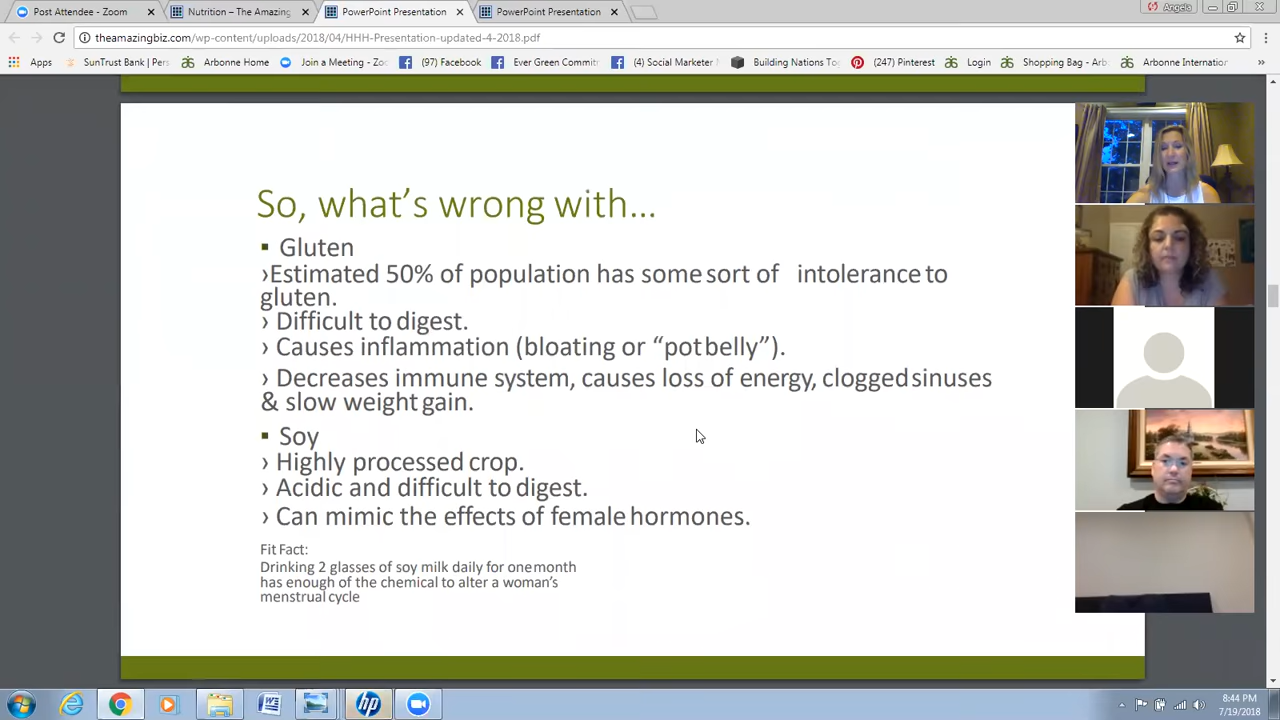 Post Attendee - Zoom
Nutrition – The Amazing
PowerPoint Presentation
PowerPoint Presentation
Angela
theamazingbiz.com/wp-content/uploads/2018/04/HHH-Presentation-updated-4-2018.pdf
Apps
SunTrust Bank | Pers
Arbonne Home
Join a Meeting - Zoo
(97) Facebook
Ever Green Commit
(4) Social Marketer
Building Nations Tog
(247) Pinterest
Login
Shopping Bag - Arb
Arbonne Internation
»
So, what's wrong with...
▪ Gluten
›Estimated 50% of population has some sort of intolerance to
gluten.
› Difficult to digest.
› Causes inflammation (bloating or “pot belly”).
› Decreases immune system, causes loss of energy, clogged sinuses
& slow weight gain.
▪ Soy
› Highly processed crop.
› Acidic and difficult to digest.
› Can mimic the effects of female hormones.
Fit Fact:
Drinking 2 glasses of soy milk daily for one month
has enough of the chemical to alter a woman's
menstrual cycle
8:44 PM
7/19/2018